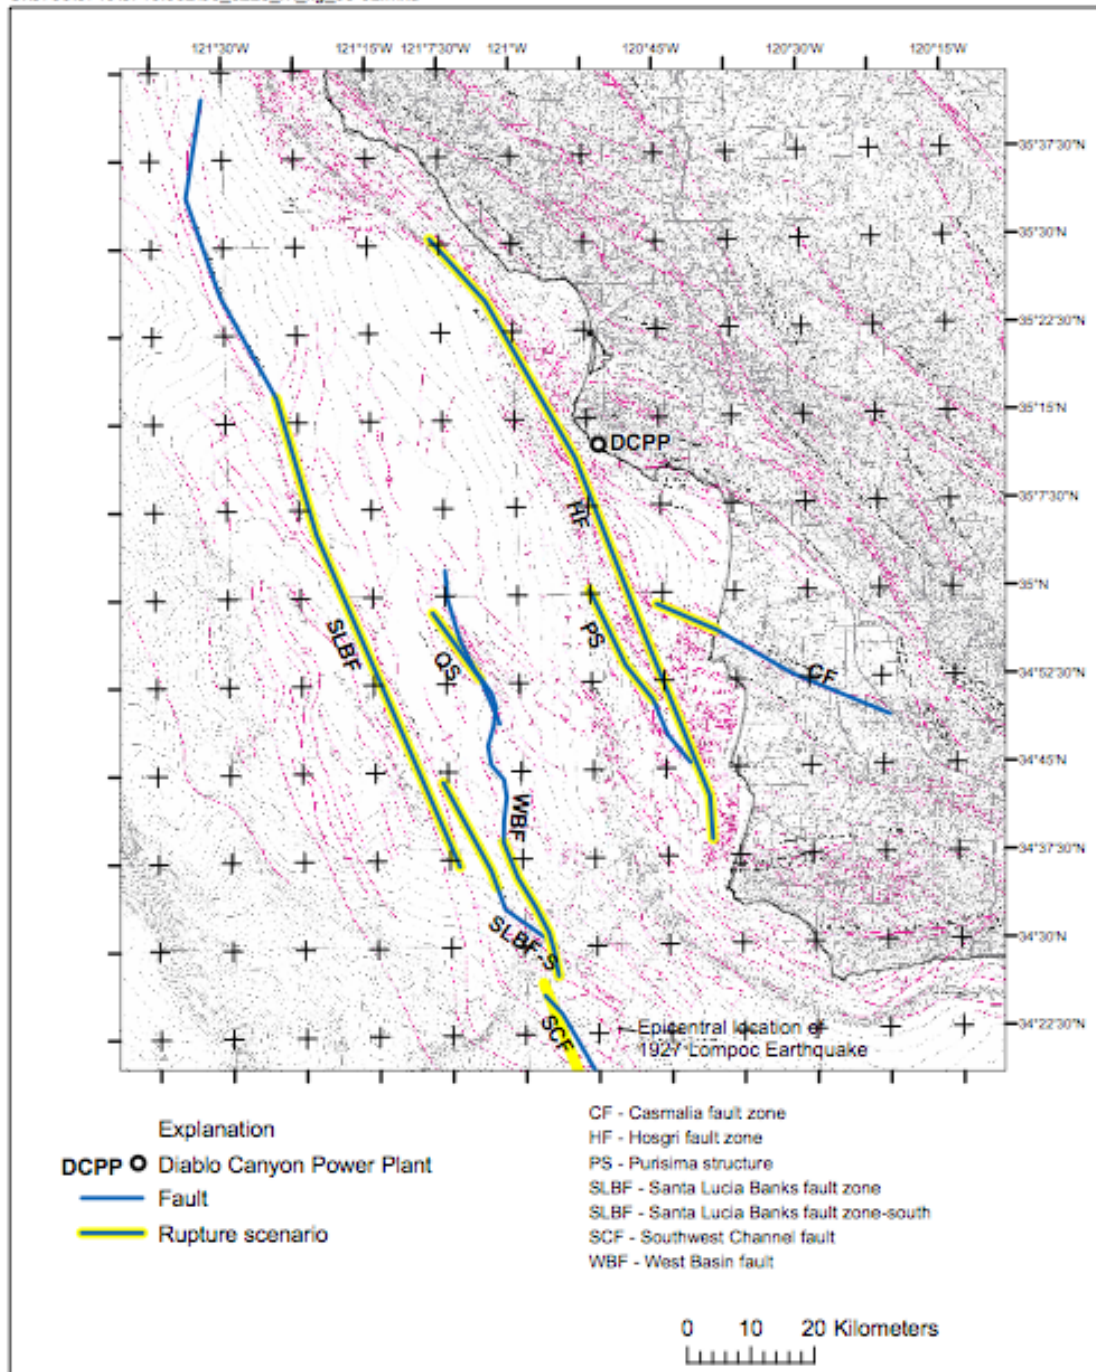 121°30'W 121°15'W 121°7'30"W 121°W 120°45'W 120°30'W 120°15'W
35°37'30"N
35°30'N
35°22'30"N
35°15'N
DCPP
35°7'30"N
HF
35°N
SLBF
QS
PS
CF
34°52'30"N
34°45'N
WBF
34°37'30"N
SLBF-S
34°30'N
SCF
34°22'30"N
Epicentral location of
1927 Lompoc Earthquake
Explanation
DCPP Diablo Canyon Power Plant
Fault
Rupture scenario
CF - Casmalia fault zone
HF - Hosgri fault zone
PS - Purisima structure
SLBF - Santa Lucia Banks fault zone
SLBF - Santa Lucia Banks fault zone-south
SCF - Southwest Channel fault
WBF - West Basin fault
0 10 20 Kilometers